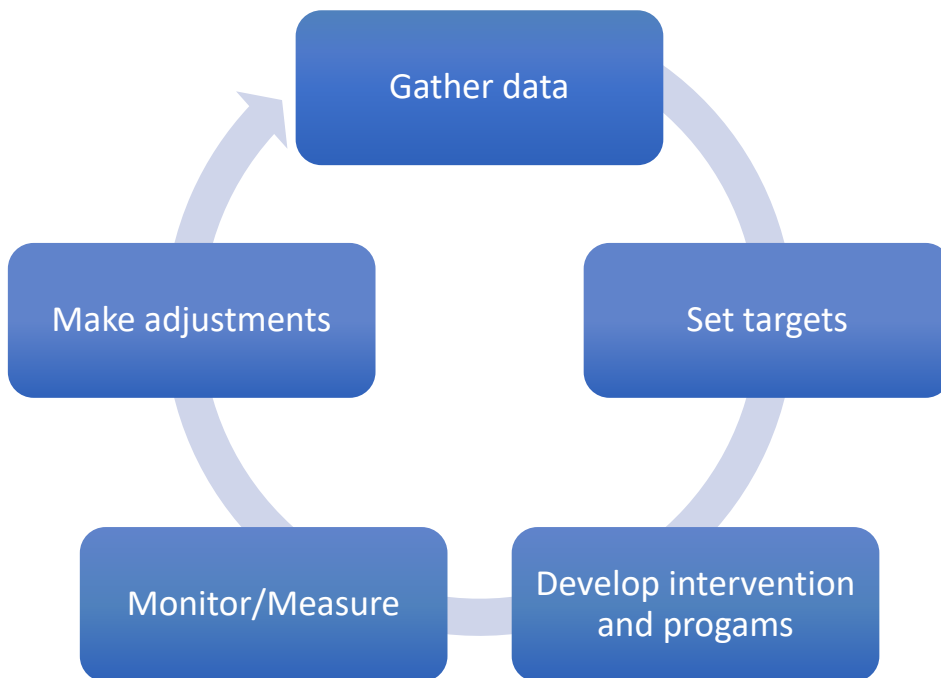 Gather data
Set targets
Develop intervention
and progams
Monitor/Measure
Make adjustments